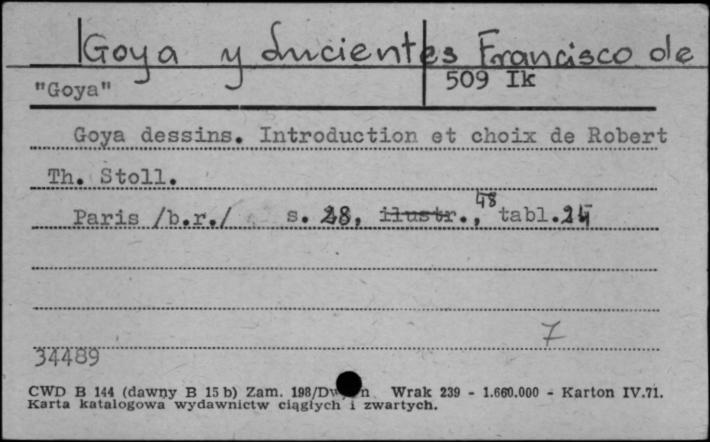 Goya y Lucientes Francisco de
"Goya"
509 Ik
Goya dessins. Introduction et choix de Robert
Th. Stoll.
Paris /b.r./ s. 28, ilustr., 48 tabl.
7
34489
CWD B 144 (dawny B 15 b) Zam. 198/ Wrak 239 - 1.660.000 - Karton IV.71.
Karta katalogowa wydawnictw ciągłych i zwartych.